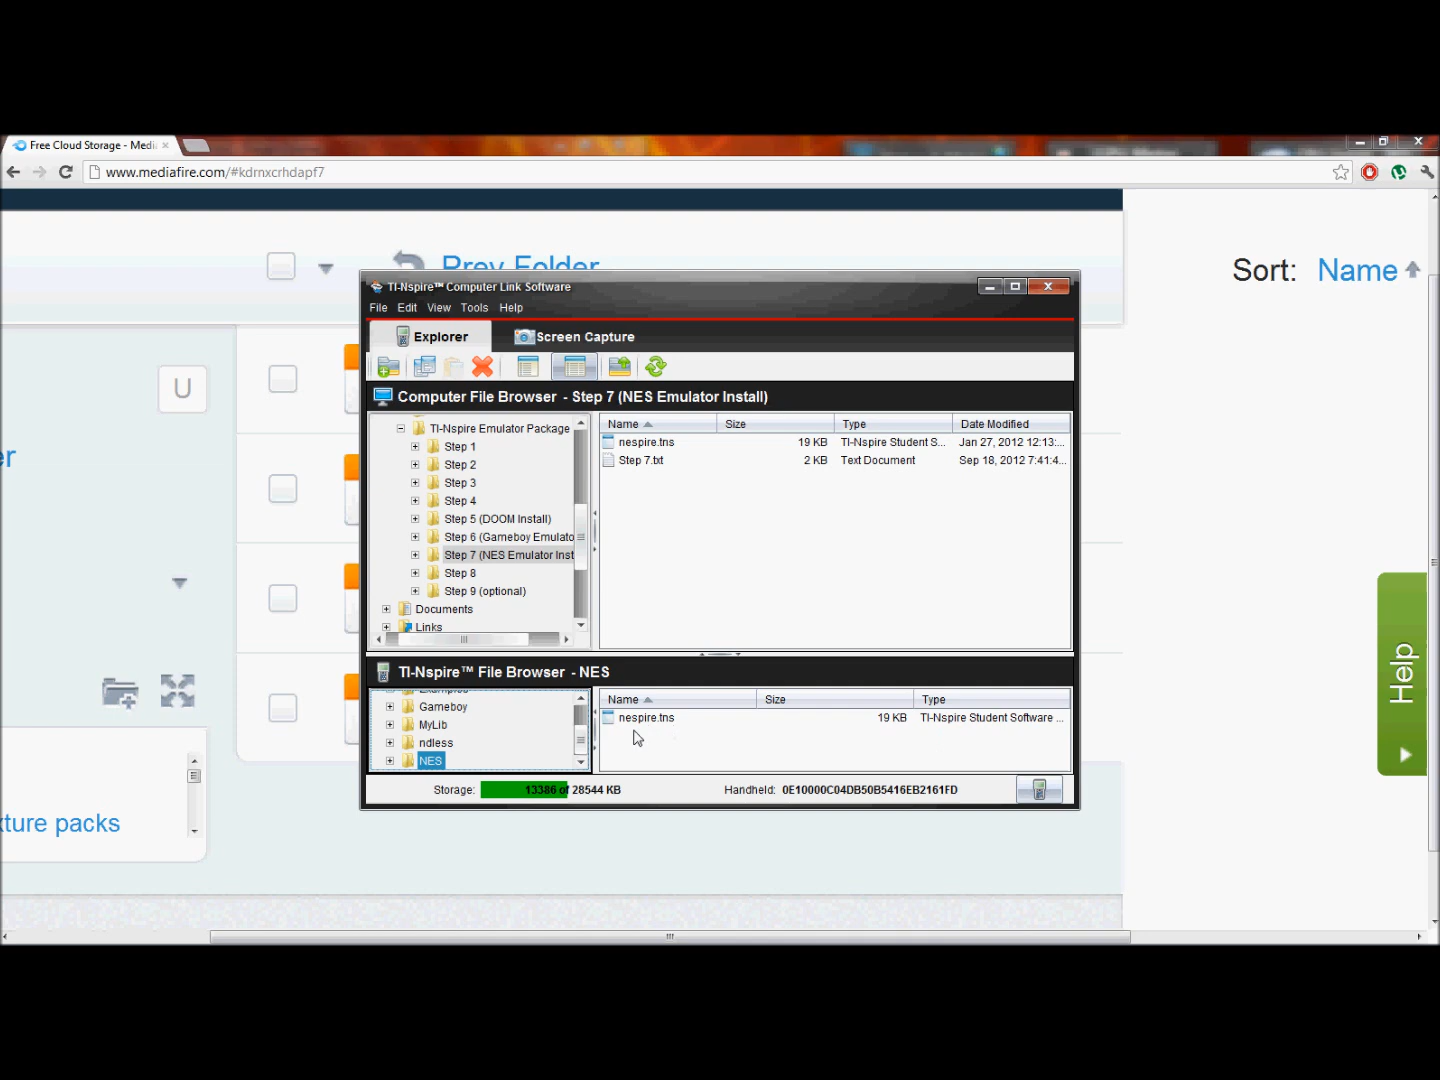 Free Cloud Storage - Medi
www.mediafire.com/#kdrnxcrhdapf7
Prev Folder
Sort: Name
U
er
xture packs
Help
TI-Nspire™ Computer Link Software
File Edit View Tools Help
Explorer Screen Capture
Computer File Browser - Step 7 (NES Emulator Install)
TI-Nspire Emulator Package
Step 1
Step 2
Step 3
Step 4
Step 5 (DOOM Install)
Step 6 (Gameboy Emulato
Step 7 (NES Emulator Inst
Step 8
Step 9 (optional)
Documents
Links
Name Size Type Date Modified
nespire.tns 19 KB TI-Nspire Student S... Jan 27, 2012 12:13:...
Step 7.txt 2 KB Text Document Sep 18, 2012 7:41:4...
TI-Nspire™ File Browser - NES
Examples
Gameboy
MyLib
ndless
NES
Name Size Type
nespire.tns 19 KB TI-Nspire Student Software ...
Storage: 13386 of 28544 KB Handheld: 0E10000C04DB50B5416EB2161FD